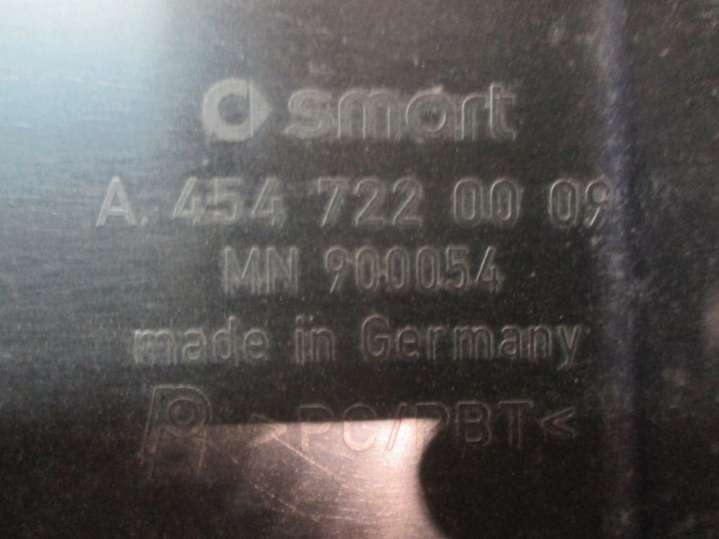 smart
A. 454 722 00 09
MN 900054
made in Germany
>PC/PBT<